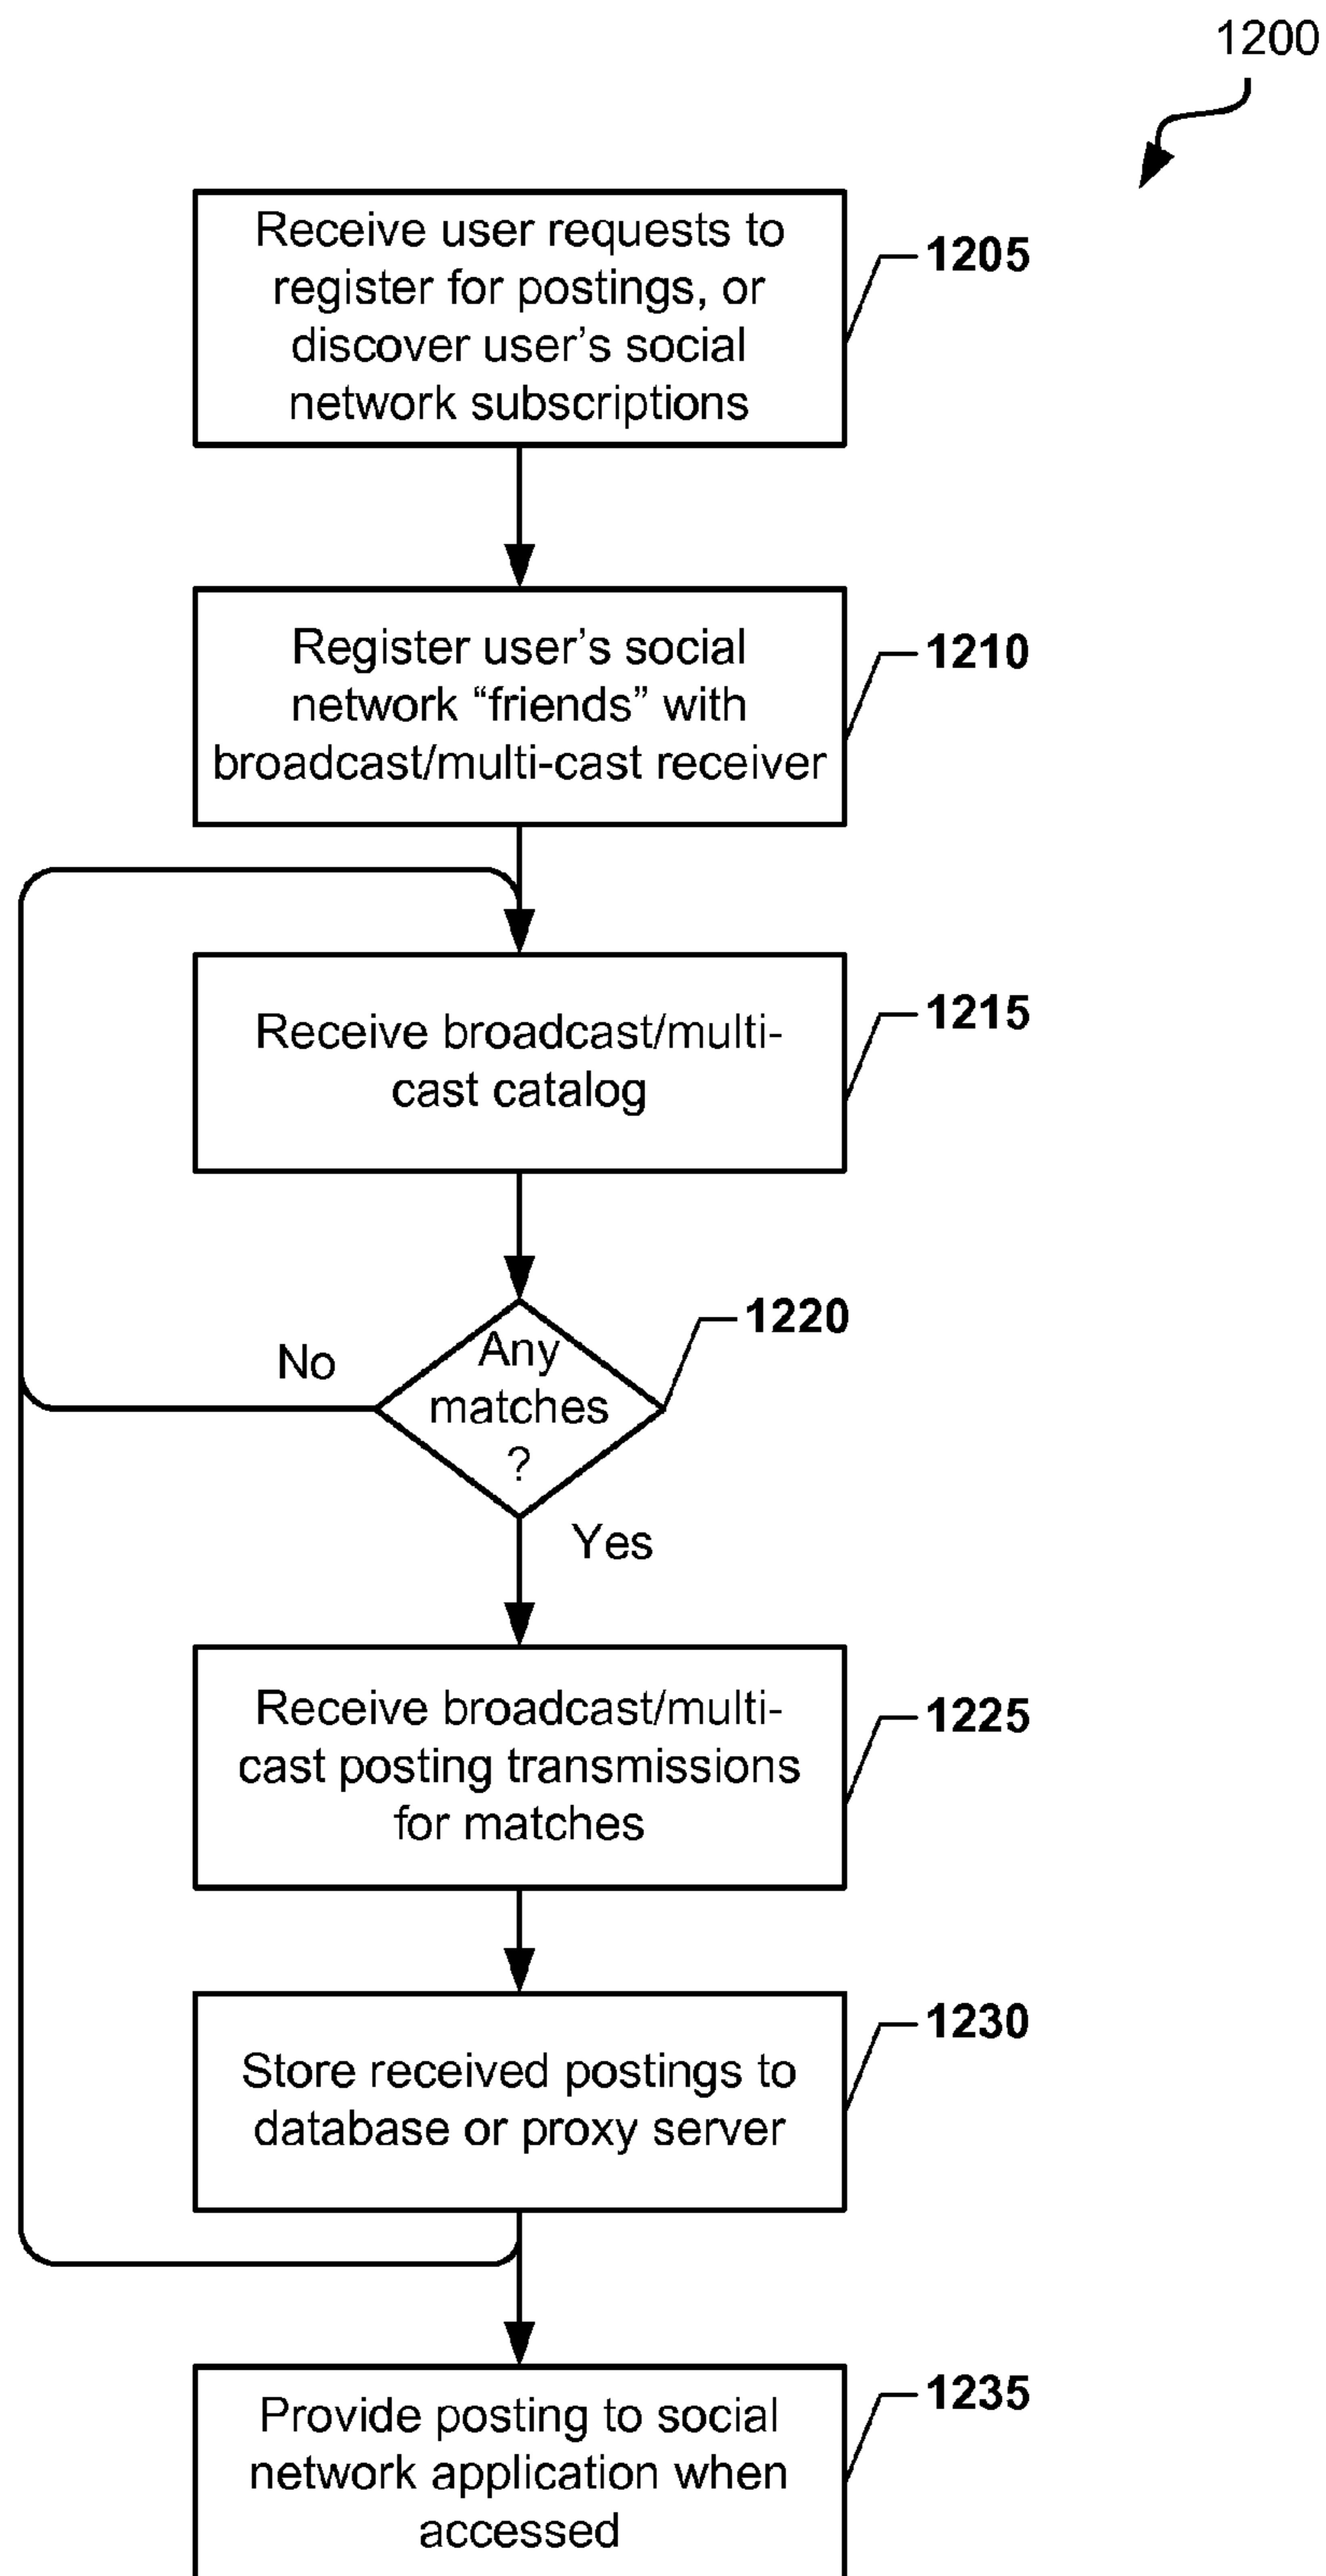 1200
Receive user requests to
register for postings, or
discover user’s social
network subscriptions
1205
Register user’s social
network “friends” with
broadcast/multi-cast receiver
1210
Receive broadcast/multi-
cast catalog
1215
Any
matches
?
1220
No
Yes
Receive broadcast/multi-
cast posting transmissions
for matches
1225
Store received postings to
database or proxy server
1230
Provide posting to social
network application when
accessed
1235